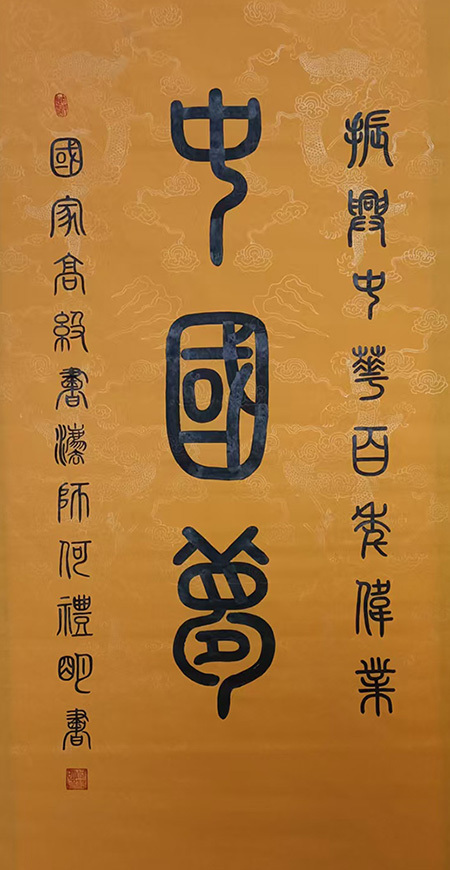 振興中華百年偉業
中國夢
國家高級書法師何禮明書